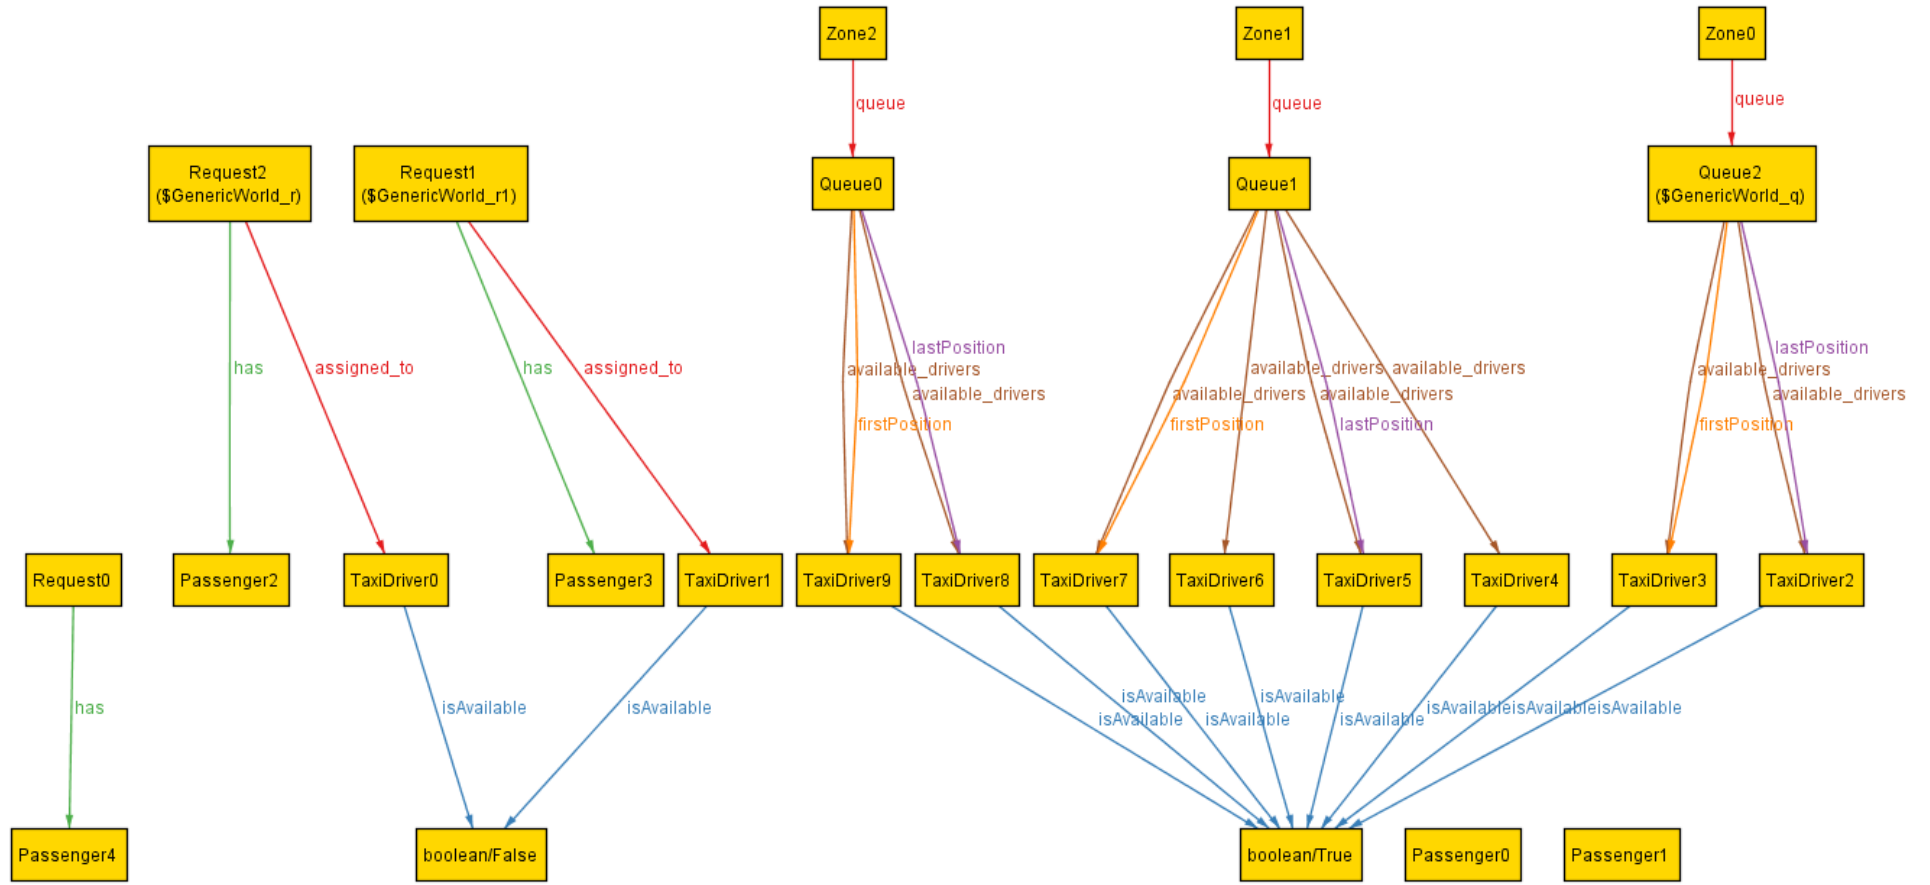 Zone2
Zone1
Zone0
queue
queue
queue
Request2
($GenericWorld_r)
Request1
($GenericWorld_r1)
Queue0
Queue1
Queue2
($GenericWorld_q)
lastPosition
lastPosition
has
assigned_to
has
assigned_to
available_drivers
available_drivers
available_drivers
available_drivers
available_drivers
available_drivers
available_drivers
available_drivers
firstPosition
firstPosition
lastPosition
firstPosition
Request0
Passenger2
TaxiDriver0
Passenger3
TaxiDriver1
TaxiDriver9
TaxiDriver8
TaxiDriver7
TaxiDriver6
TaxiDriver5
TaxiDriver4
TaxiDriver3
TaxiDriver2
has
isAvailable
isAvailable
isAvailable
isAvailable
isAvailable
isAvailable
isAvailable
isAvailable
isAvailable
isAvailable
Passenger4
boolean/False
boolean/True
Passenger0
Passenger1